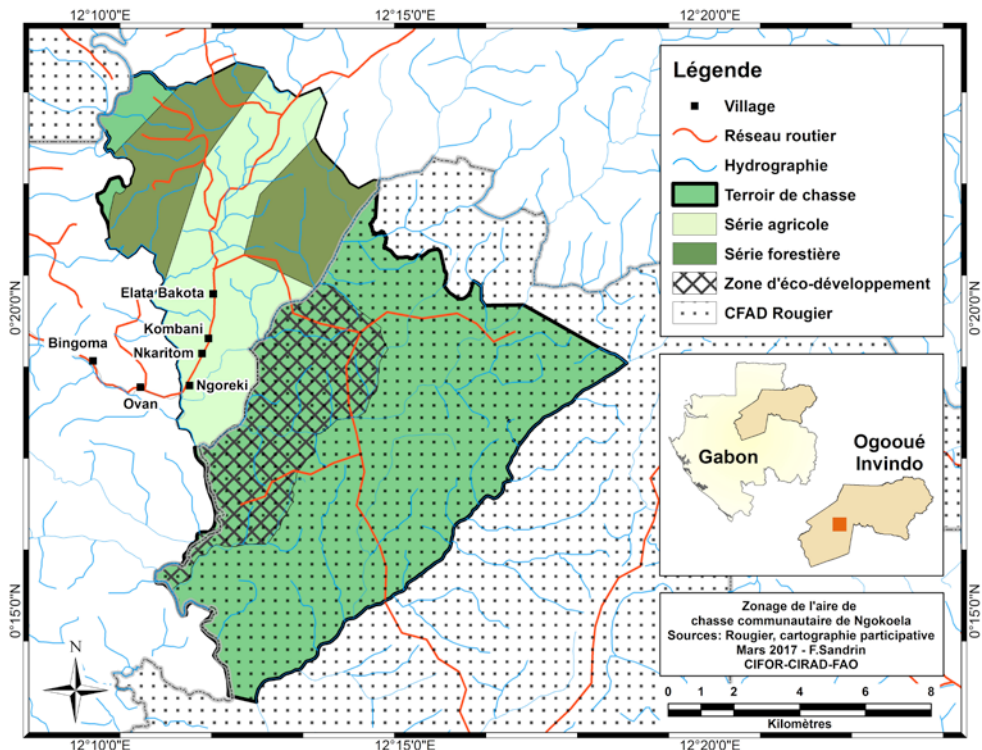 12°10'0"E 12°15'0"E 12°20'0"E
Légende
Village
Réseau routier
Hydrographie
Terroir de chasse
Série agricole
Série forestière
Zone d'éco-développement
CFAD Rougier
0°20'0"N
0°20'0"N
Elata Bakota
Kombani
Bingoma
Nkaritom
Ngoreki
Ovan
Gabon
Ogooué
Invindo
0°15'0"N
0°15'0"N
Zonage de l'aire de
chasse communautaire de Ngokoela
Sources: Rougier, cartographie participative
Mars 2017 - F.Sandrin
CIFOR-CIRAD-FAO
N
0 1 2 4 6 8
Kilomètres
12°10'0"E 12°15'0"E 12°20'0"E